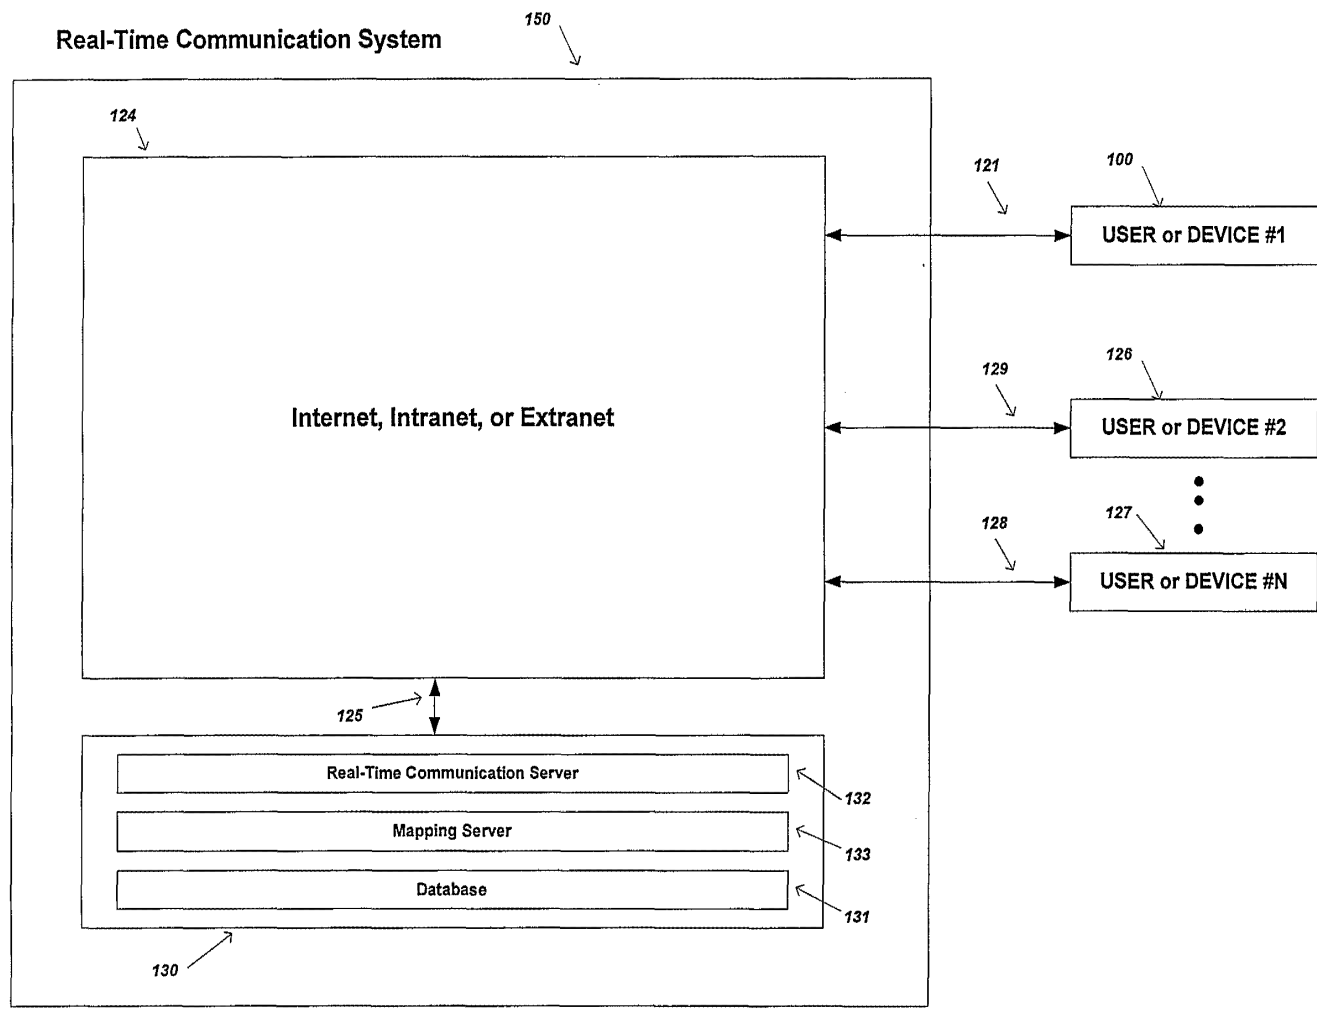 150
Real-Time Communication System
124
121
100
USER or DEVICE #1
129
126
Internet, Intranet, or Extranet
USER or DEVICE #2
128
127
USER or DEVICE #N
125
Real-Time Communication Server
132
Mapping Server
133
Database
131
130